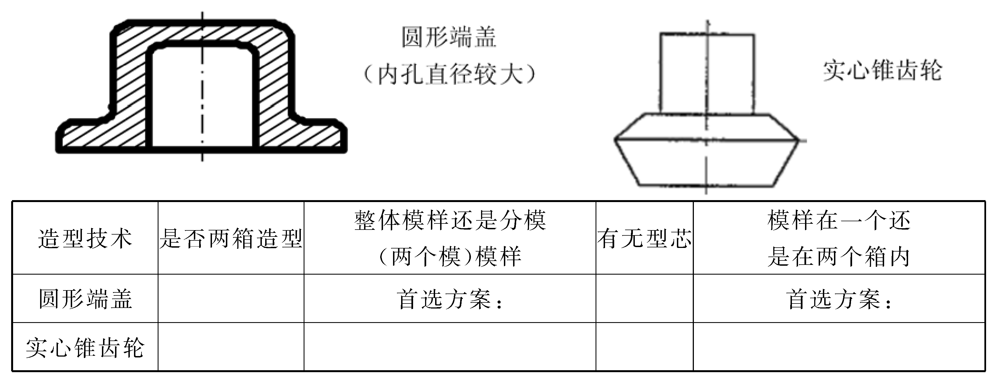 圆形端盖
（内孔直径较大）
实心锥齿轮
造型技术
是否两箱造型
整体模样还是分模
（两个模）模样
有无型芯
模样在一个还
是在两个箱内
圆形端盖
首选方案：
首选方案：
实心锥齿轮